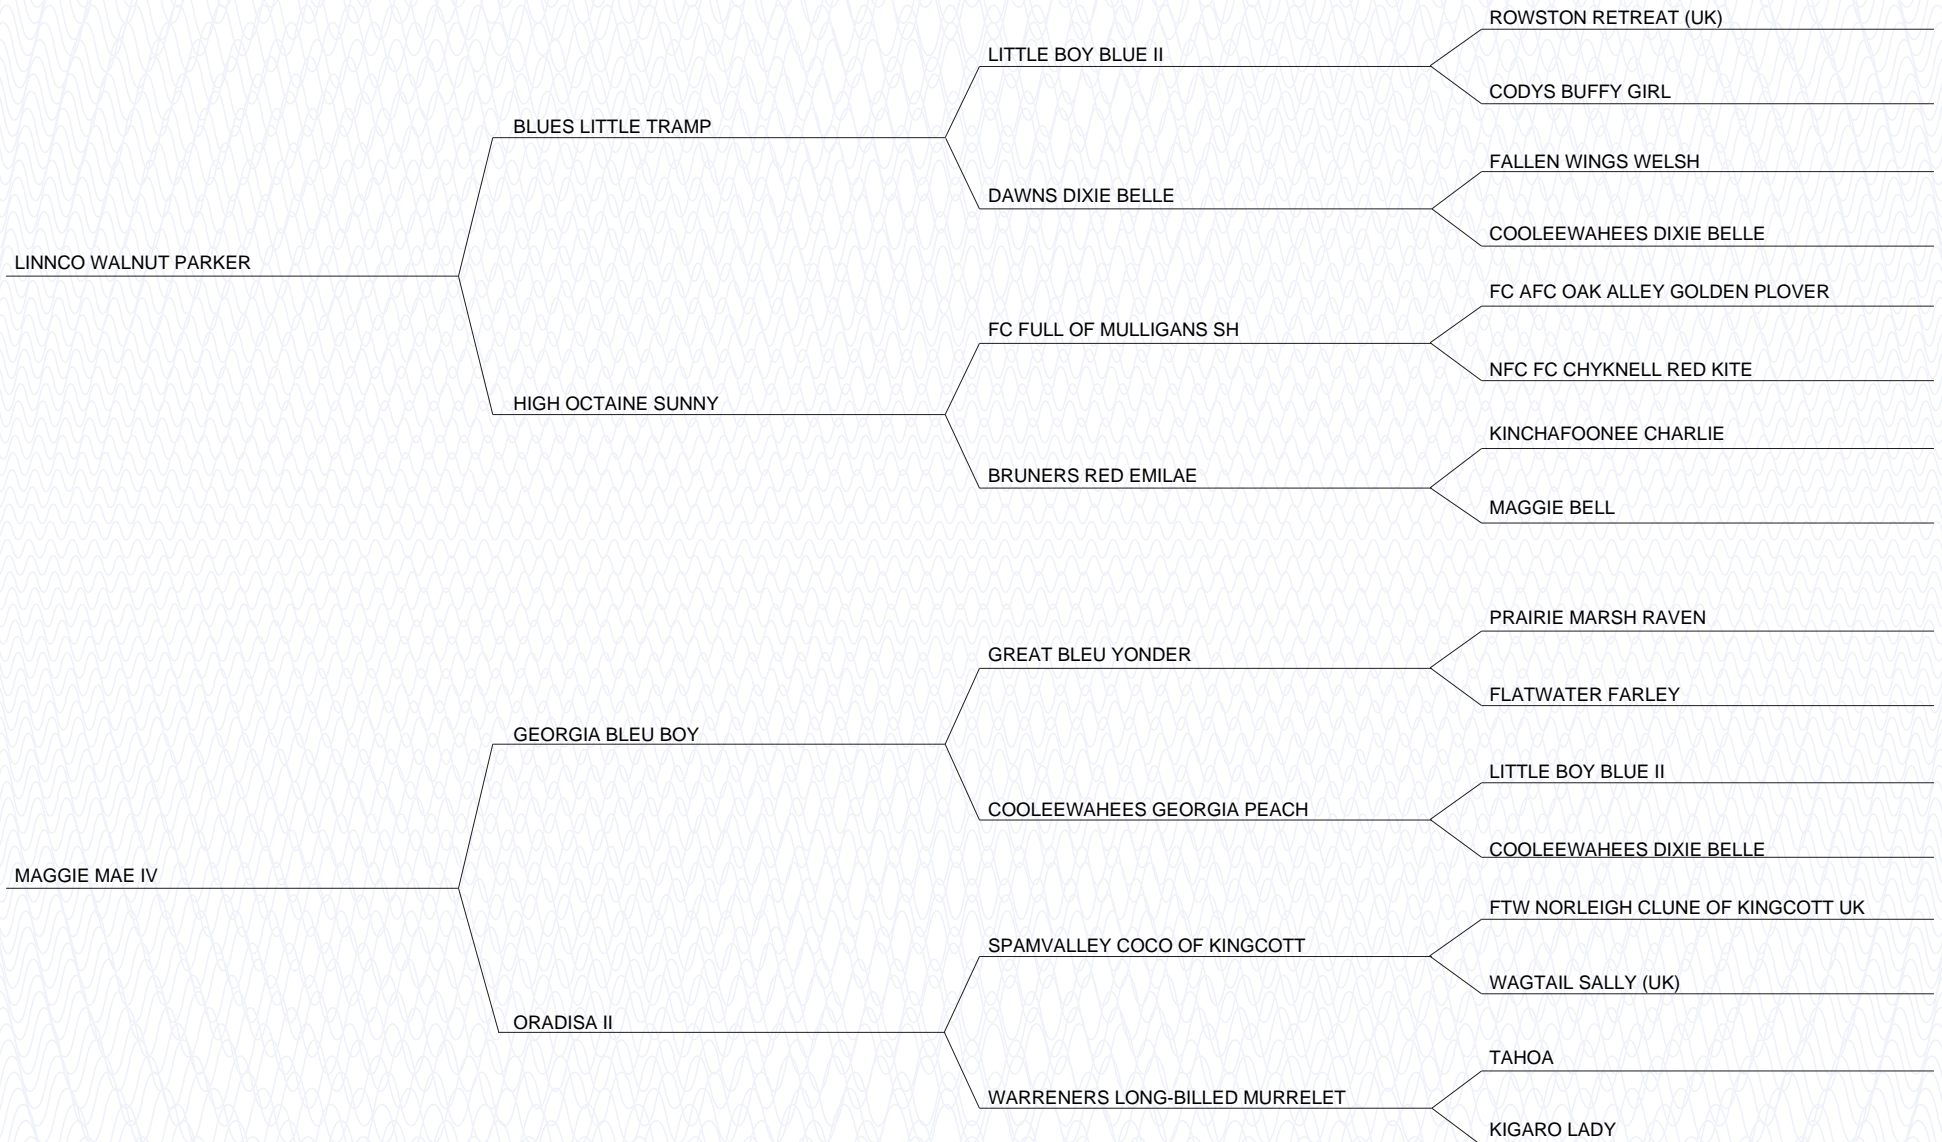 ROWSTON RETREAT (UK)
LITTLE BOY BLUE II
CODYS BUFFY GIRL
BLUES LITTLE TRAMP
FALLEN WINGS WELSH
DAWNS DIXIE BELLE
COOLEEWAHEES DIXIE BELLE
LINNCO WALNUT PARKER
FC AFC OAK ALLEY GOLDEN PLOVER
FC FULL OF MULLIGANS SH
NFC FC CHYKNELL RED KITE
HIGH OCTAINE SUNNY
KINCHAFOONEE CHARLIE
BRUNERS RED EMILAE
MAGGIE BELL
PRAIRIE MARSH RAVEN
GREAT BLEU YONDER
FLATWATER FARLEY
GEORGIA BLEU BOY
LITTLE BOY BLUE II
COOLEEWAHEES GEORGIA PEACH
COOLEEWAHEES DIXIE BELLE
MAGGIE MAE IV
FTW NORLEIGH CLUNE OF KINGCOTT UK
SPAMVALLEY COCO OF KINGCOTT
WAGTAIL SALLY (UK)
ORADISA II
TAHOA
WARRENERS LONG-BILLED MURRELET
KIGARO LADY